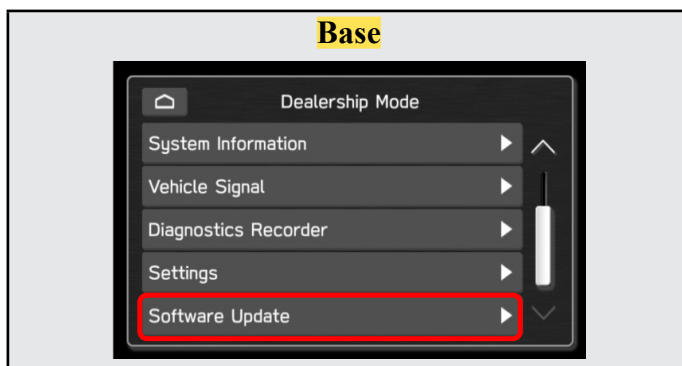 Base
Dealership Mode
System Information
Vehicle Signal
Diagnostics Recorder
Settings
Software Update